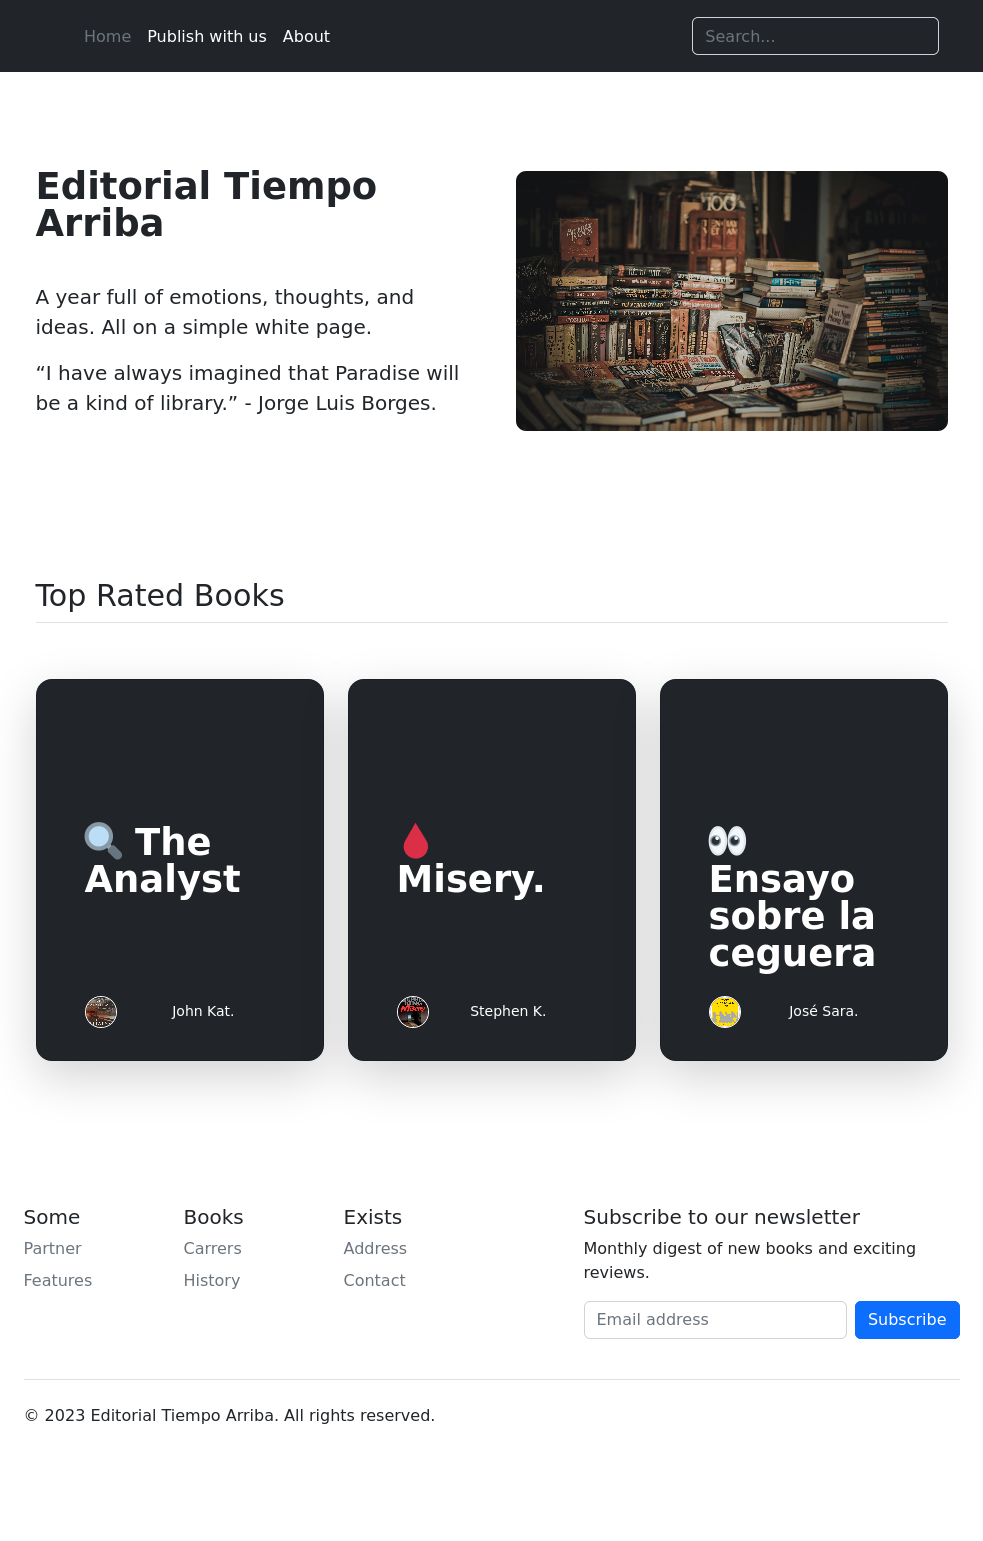 Home Publish with us About Search...
Editorial Tiempo
Arriba
A year full of emotions, thoughts, and
ideas. All on a simple white page.
“I have always imagined that Paradise will
be a kind of library.” - Jorge Luis Borges.
100
Top Rated Books
🔍 The
Analyst
John Kat.
🩸
Misery.
Stephen K.
👀
Ensayo
sobre la
ceguera
José Sara.
Some
Partner
Features
Books
Carrers
History
Exists
Address
Contact
Subscribe to our newsletter
Monthly digest of new books and exciting
reviews.
Email address Subscribe
© 2023 Editorial Tiempo Arriba. All rights reserved.